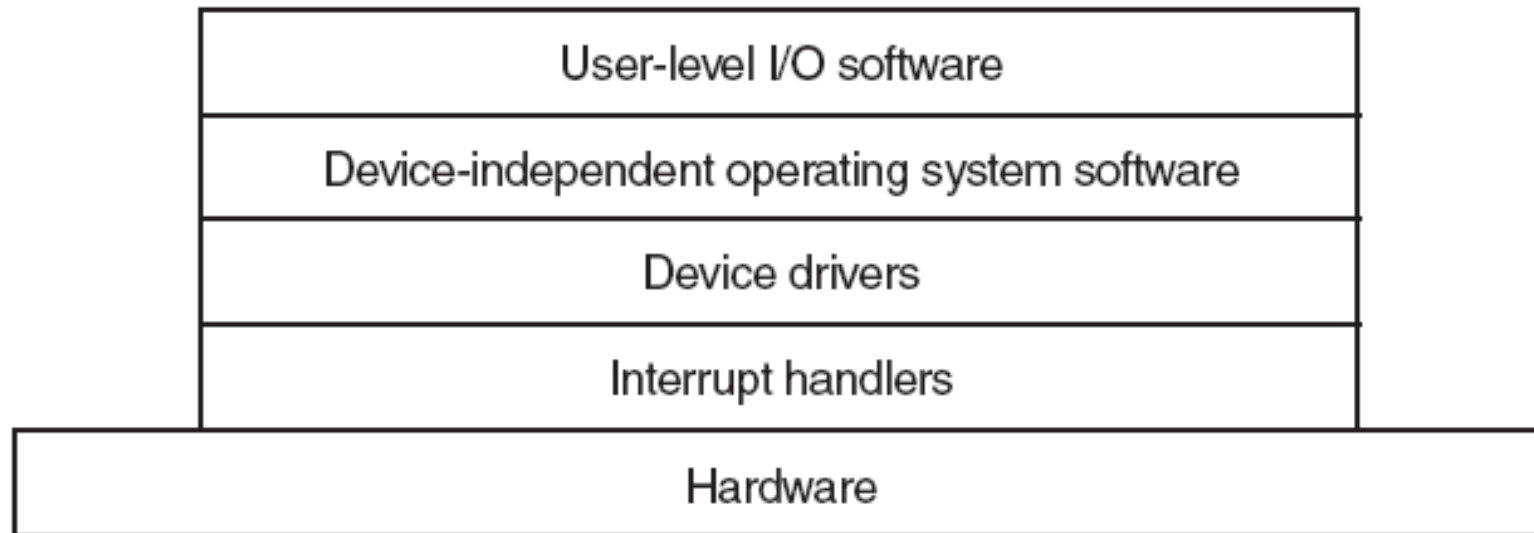 User-level I/O software
Device-independent operating system software
Device drivers
Interrupt handlers
Hardware